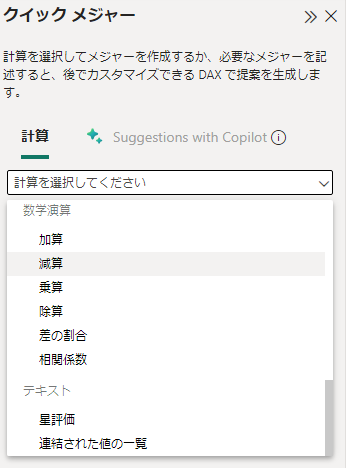 クイック メジャー
計算を選択してメジャーを作成するか、必要なメジャーを記
述すると、後でカスタマイズできる DAX で提案を生成しま
す。
計算
Suggestions with Copilot
計算を選択してください
数学演算
加算
減算
乗算
除算
差の割合
相関係数
テキスト
星評価
連結された値の一覧